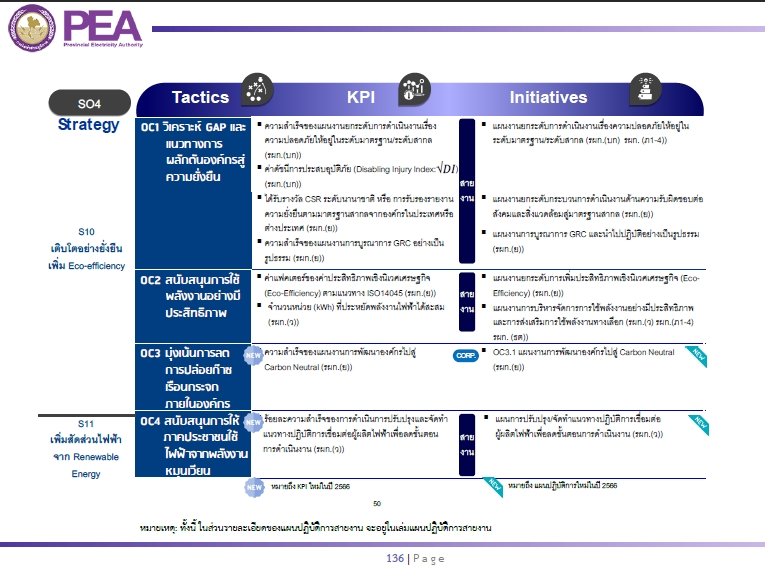 PEA
Provincial Electricity Authority
SO4
Strategy
Tactics
KPI
Initiatives
S10
เติบโตอย่างยั่งยืน
เพิ่ม Eco-efficiency
OC1 วิเคราะห์ GAP และ
แนวทางการ
ผลักดันองค์กรสู่
ความยั่งยืน
▪ ความสำเร็จของแผนงานยกระดับการดำเนินงานเรื่อง
ความปลอดภัยให้อยู่ในระดับมาตรฐาน/ระดับสากล
(รผก.(บก))
▪ ค่าดัชนีการประสบอุบัติภัย (Disabling Injury Index:√DI)
(รผก.(บก))
▪ ได้รับรางวัล CSR ระดับนานาชาติ หรือ การรับรองรายงาน
ความยั่งยืนตามมาตรฐานสากลจากองค์กรในประเทศหรือ
ต่างประเทศ (รผก.(ย))
▪ ความสำเร็จของแผนงานการบูรณาการ GRC อย่างเป็น
รูปธรรม (รผก.(ย))
สาย
งาน
▪ แผนงานยกระดับการดำเนินงานเรื่องความปลอดภัยให้อยู่ใน
ระดับมาตรฐาน/ระดับสากล (รผก.(บก) รผก. (ภ1-4))
▪ แผนงานยกระดับกระบวนการดำเนินงานด้านความรับผิดชอบต่อ
สังคมและสิ่งแวดล้อมสู่มาตรฐานสากล (รผก.(ย))
▪ แผนงานการบูรณาการ GRC และนำไปปฏิบัติอย่างเป็นรูปธรรม
(รผก.(ย))
OC2 สนับสนุนการใช้
พลังงานอย่างมี
ประสิทธิภาพ
▪ ค่าแฟคเตอร์ของค่าประสิทธิภาพเชิงนิเวศเศรษฐกิจ
(Eco-Efficiency) ตามแนวทาง ISO14045 (รผก.(ย))
▪ จำนวนหน่วย (kWh) ที่ประหยัดพลังงานไฟฟ้าได้สะสม
(รผก.(ว))
สาย
งาน
▪ แผนงานยกระดับการเพิ่มประสิทธิภาพเชิงนิเวศเศรษฐกิจ (Eco-
Efficiency) (รผก.(ย))
▪ แผนงานการบริหารจัดการการใช้พลังงานอย่างมีประสิทธิภาพ
และการส่งเสริมการใช้พลังงานทางเลือก (รผก.(ว) รผก.(ภ1-4)
รผก. (ธต))
OC3 มุ่งเน้นการลด
การปล่อยก๊าซ
เรือนกระจก
ภายในองค์กร
NEW
ความสำเร็จของแผนงานการพัฒนาองค์กรไปสู่
Carbon Neutral (รผก.(ย))
CORP.
▪ OC3.1 แผนงานการพัฒนาองค์กรไปสู่ Carbon Neutral
(รผก.(ย))
NEW
S11
เพิ่มสัดส่วนไฟฟ้า
จาก Renewable
Energy
OC4 สนับสนุนการให้
ภาคประชาชนใช้
ไฟฟ้าจากพลังงาน
หมุนเวียน
NEW
ร้อยละความสำเร็จของการดำเนินการปรับปรุงและจัดทำ
แนวทางปฏิบัติการเชื่อมต่อผู้ผลิตไฟฟ้าเพื่อลดขั้นตอน
การดำเนินงาน (รผก.(ว))
สาย
งาน
▪ แผนการปรับปรุง/จัดทำแนวทางปฏิบัติการเชื่อมต่อ
ผู้ผลิตไฟฟ้าเพื่อลดขั้นตอนการดำเนินงาน (รผก.(ว))
NEW
NEW
หมายถึง KPI ใหม่ในปี 2566
NEW
หมายถึง แผนปฏิบัติการใหม่ในปี 2566
50
หมายเหตุ: ทั้งนี้ ในส่วนรายละเอียดของแผนปฏิบัติการสายงาน จะอยู่ในเล่มแผนปฏิบัติการสายงาน
136 | Page